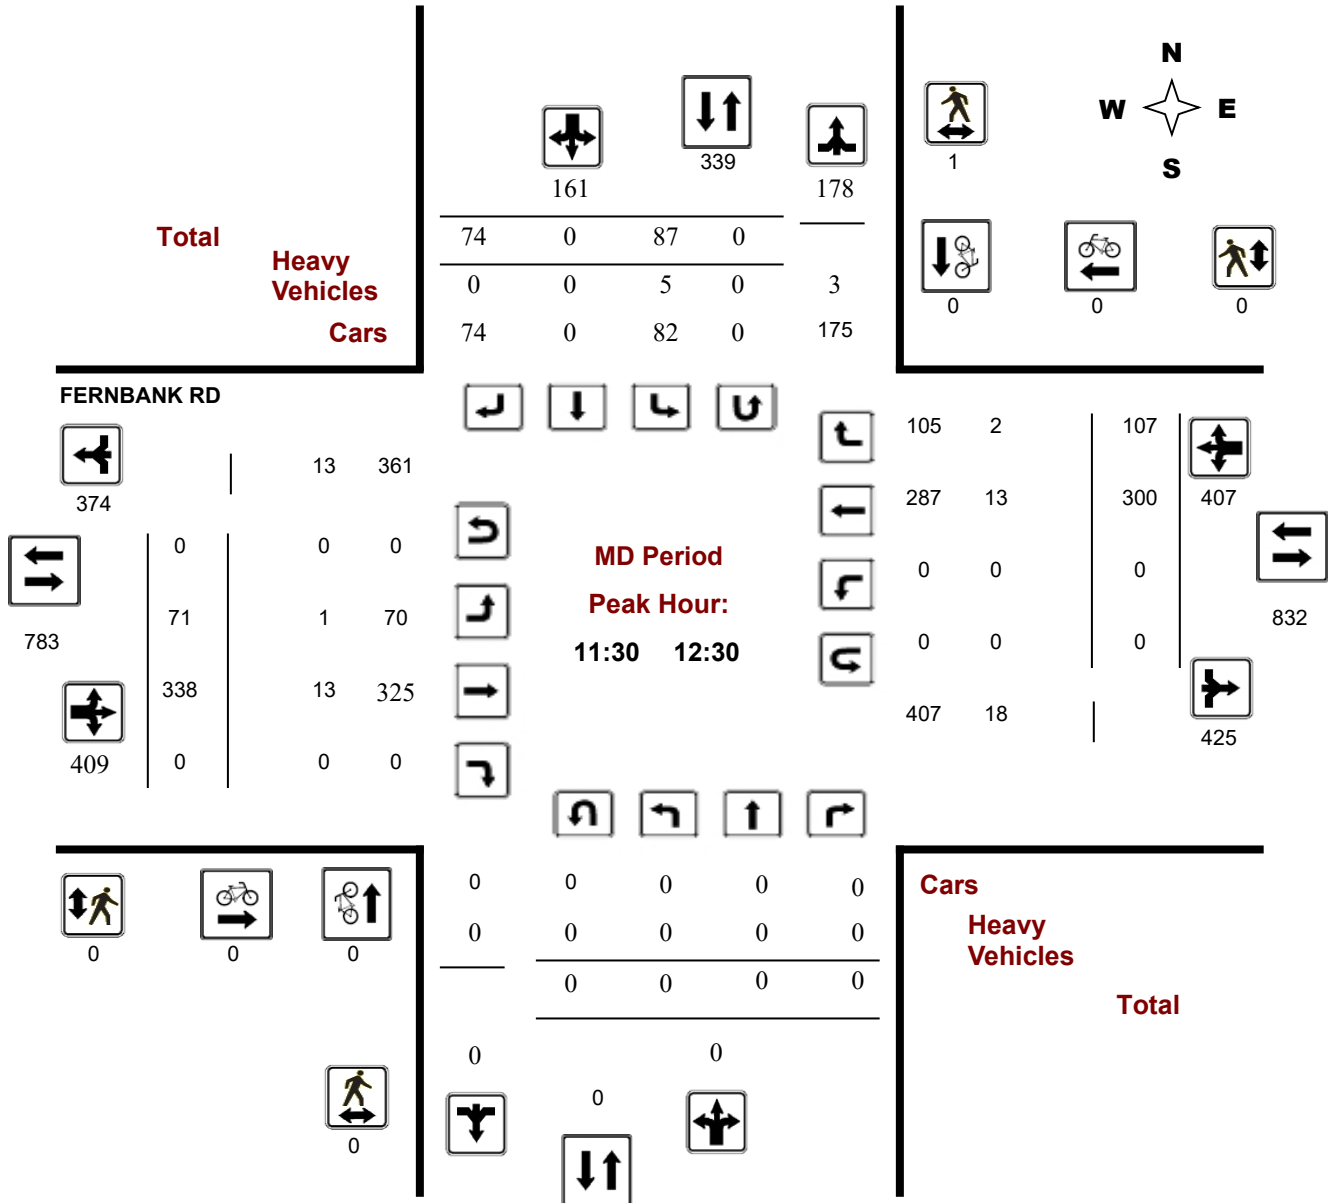 N
W E
S
339
1
161 178
Total 74 0 87 0
Heavy
Vehicles 0 0 5 0 3
Cars 74 0 82 0 175
0 0 0
FERNBANK RD
105 2 107
13 361
374
287 13 300 407
0 0 0
MD Period
0 0 0
Peak Hour:
71 1 70
783
832
11:30 12:30
0 0 0
338 13 325
407 18 425
409 0 0 0
0 0 0 0 0
Cars
0 0 0 0 0
Heavy
Vehicles
0 0 0
0 0 0 0
Total
0 0
0
0